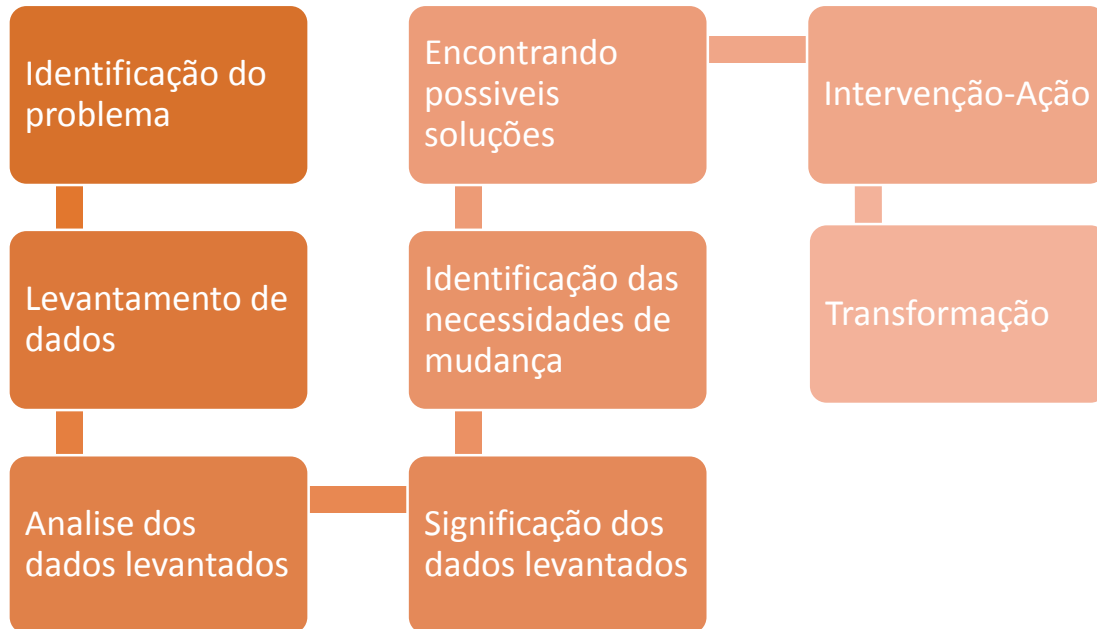 Identificação do
problema
Levantamento de
dados
Analise dos
dados levantados
Significação dos
dados levantados
Identificação das
necessidades de
mudança
Encontrando
possiveis
soluções
Intervenção-Ação
Transformação